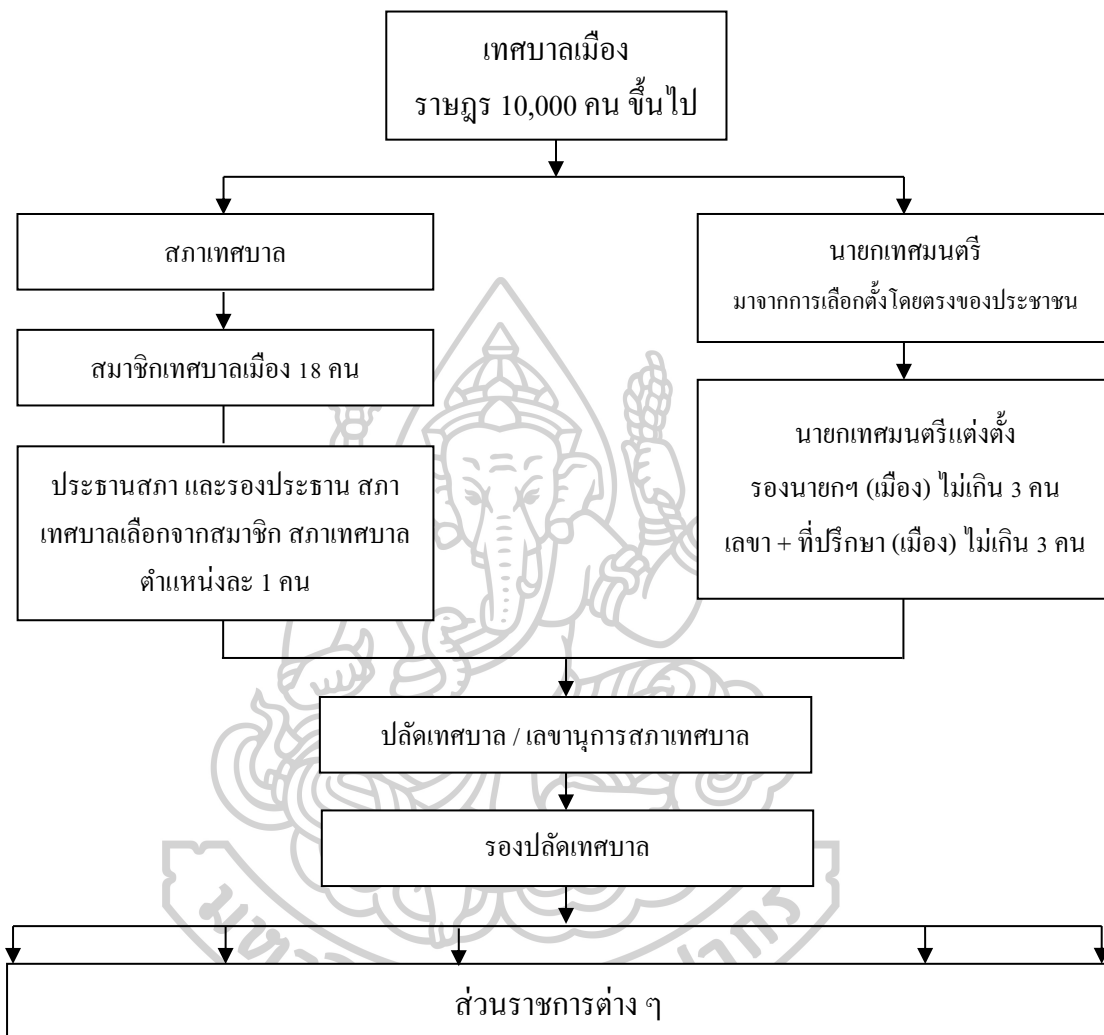 เทศบาลเมือง
ราษฎร 10,000 คน ขึ้นไป
สภาเทศบาล
นายกเทศมนตรี
มาจากการเลือกตั้งโดยตรงของประชาชน
สมาชิกเทศบาลเมือง 18 คน
ประธานสภา และรองประธาน สภา
เทศบาลเลือกจากสมาชิก สภาเทศบาล
ตำแหน่งละ 1 คน
นายกเทศมนตรีแต่งตั้ง
รองนายกฯ (เมือง) ไม่เกิน 3 คน
เลขา + ที่ปรึกษา (เมือง) ไม่เกิน 3 คน
ปลัดเทศบาล / เลขานุการสภาเทศบาล
รองปลัดเทศบาล
ส่วนราชการต่าง ๆ